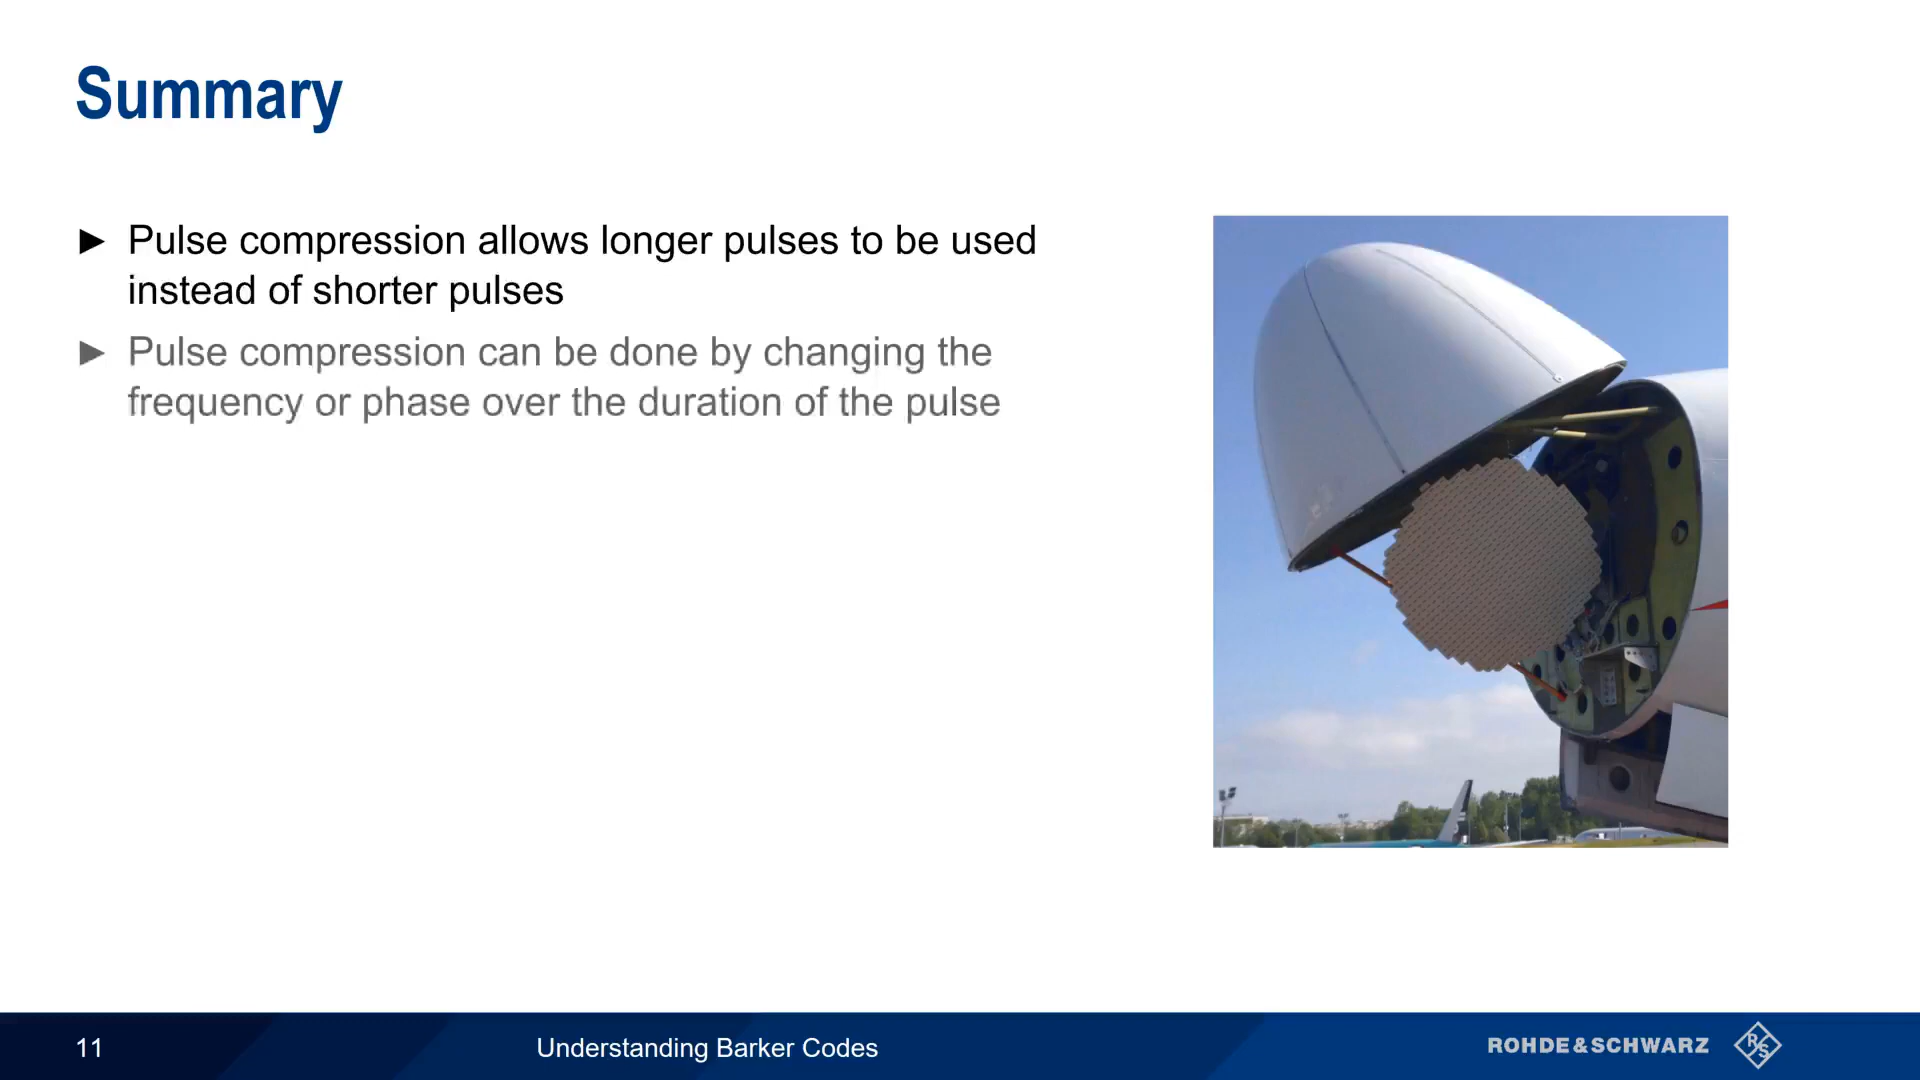 Summary
► Pulse compression allows longer pulses to be used
instead of shorter pulses
► Pulse compression can be done by changing the
frequency or phase over the duration of the pulse
11
Understanding Barker Codes
ROHDE&SCHWARZ
R&S